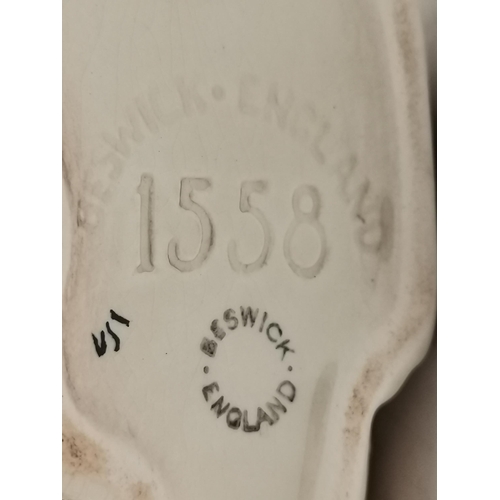 BESWICK · ENGLAND
1558
· BESWICK ·
ENGLAND